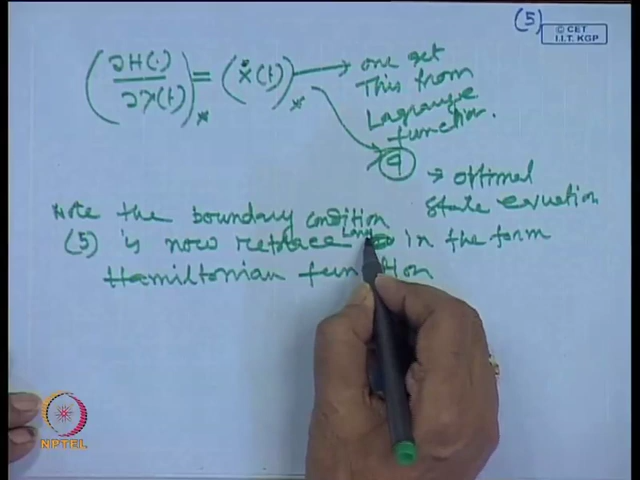 (5)
© CET
I.I.T. KGP
(∂H(.)/∂λ(t))* = (ẋ(t))* → one get
This from
Lagrange
function.
9 → optimal
State equation
Note the boundary condition
(5) is now in the form
Hamiltonian function
NPTEL